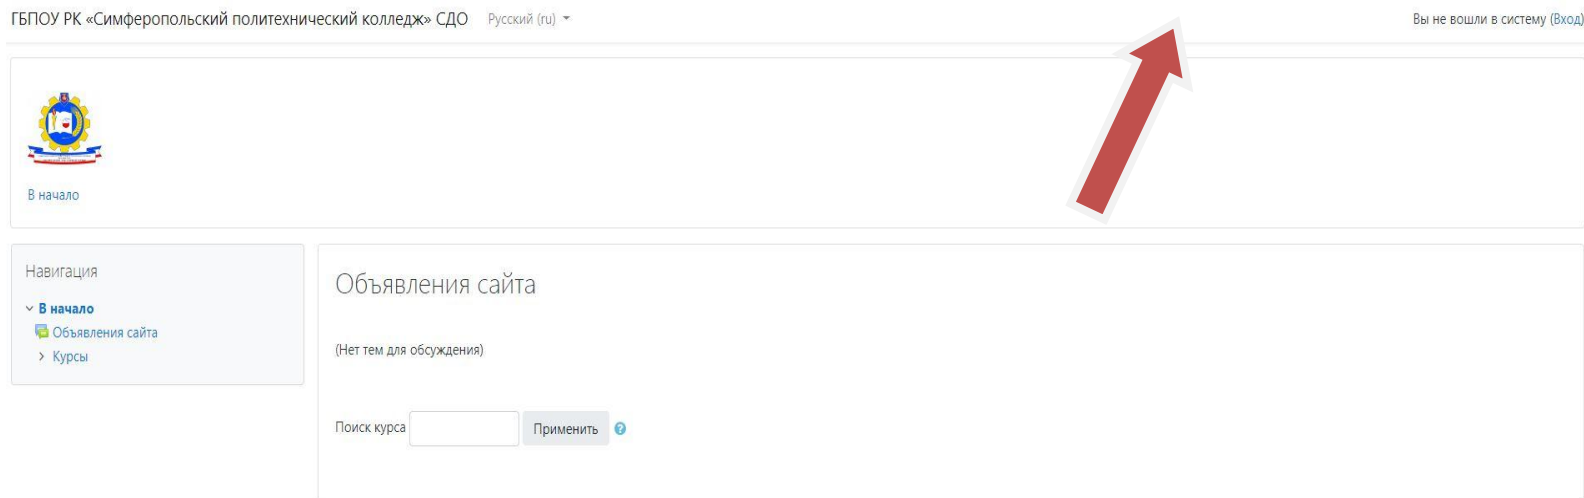 ГБПОУ РК «Симферопольский политехнический колледж» СДО Русский (ru) Вы не вошли в систему (Вход)
В начало
Навигация
В начало
Объявления сайта
Курсы
Объявления сайта
(Нет тем для обсуждения)
Поиск курса Применить